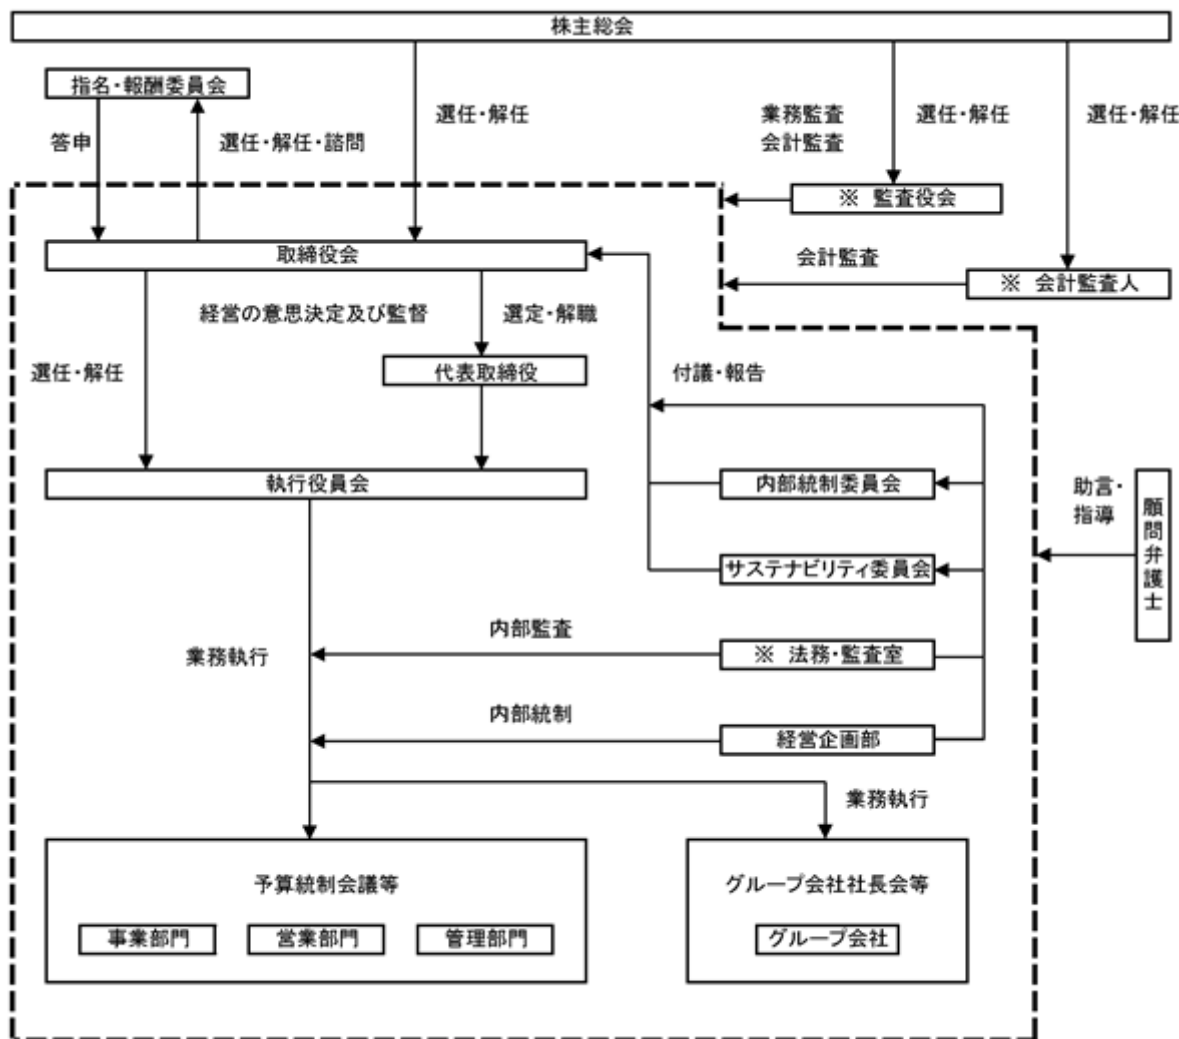 株主総会
指名・報酬委員会
答申
選任・解任・諮問
選任・解任
業務監査
会計監査
選任・解任
選任・解任
※ 監査役会
取締役会
会計監査
※ 会計監査人
経営の意思決定及び監督
選定・解職
選任・解任
代表取締役
付議・報告
執行役員会
内部統制委員会
助言・
指導
顧問弁護士
サステナビリティ委員会
内部監査
業務執行
※ 法務・監査室
内部統制
経営企画部
業務執行
予算統制会議等
グループ会社社長会等
事業部門
営業部門
管理部門
グループ会社